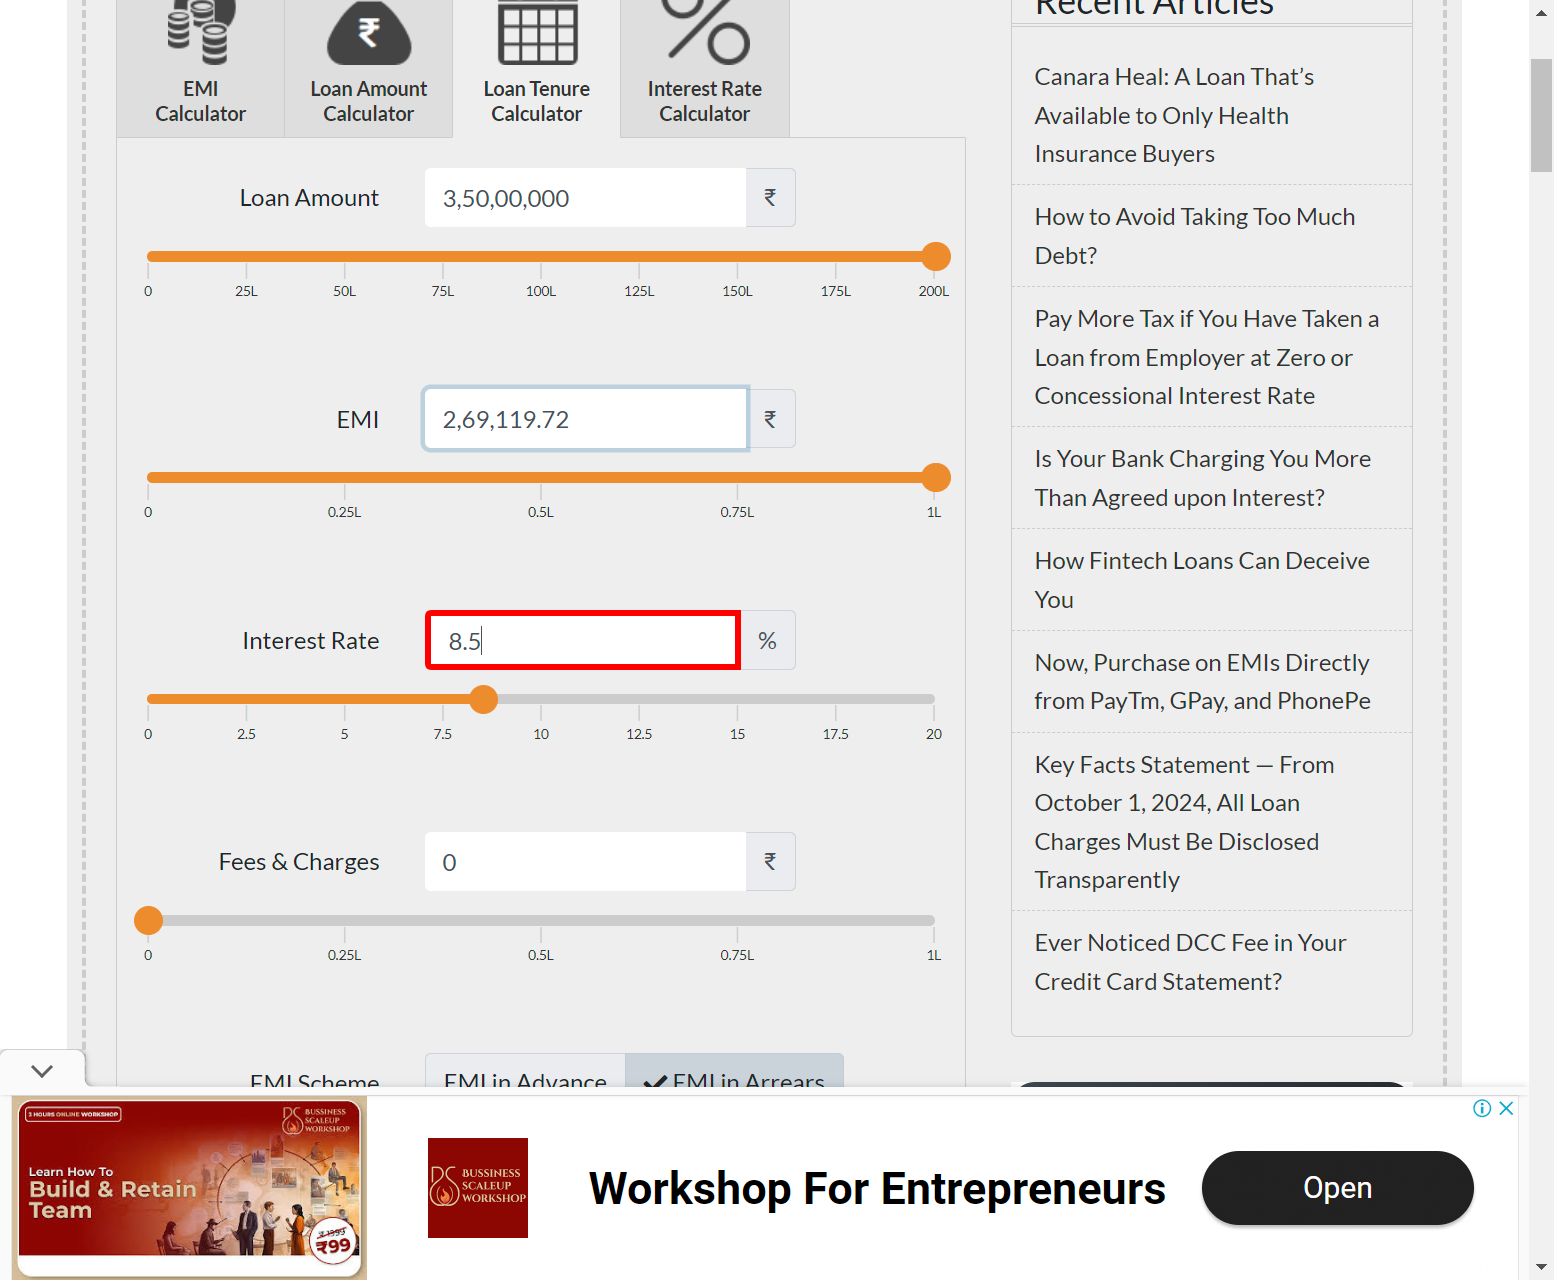 EMI
Calculator
Loan Amount
Calculator
Loan Tenure
Calculator
Interest Rate
Calculator
Loan Amount
3,50,00,000
₹
0 25L 50L 75L 100L 125L 150L 175L 200L
EMI
2,69,119.72
₹
0 0.25L 0.5L 0.75L 1L
Interest Rate
8.5
%
0 2.5 5 7.5 10 12.5 15 17.5 20
Fees & Charges
0
₹
0 0.25L 0.5L 0.75L 1L
EMI Scheme
EMI in Advance
EMI in Arrears
Recent Articles
Canara Heal: A Loan That’s
Available to Only Health
Insurance Buyers
How to Avoid Taking Too Much
Debt?
Pay More Tax if You Have Taken a
Loan from Employer at Zero or
Concessional Interest Rate
Is Your Bank Charging You More
Than Agreed upon Interest?
How Fintech Loans Can Deceive
You
Now, Purchase on EMIs Directly
from PayTm, GPay, and PhonePe
Key Facts Statement — From
October 1, 2024, All Loan
Charges Must Be Disclosed
Transparently
Ever Noticed DCC Fee in Your
Credit Card Statement?
3 HOURS ONLINE WORKSHOP
BUSSINESS
SCALEUP
WORKSHOP
Learn How To
Build & Retain
Team
₹ 1399
₹99
BUSSINESS
SCALEUP
WORKSHOP
Workshop For Entrepreneurs
Open